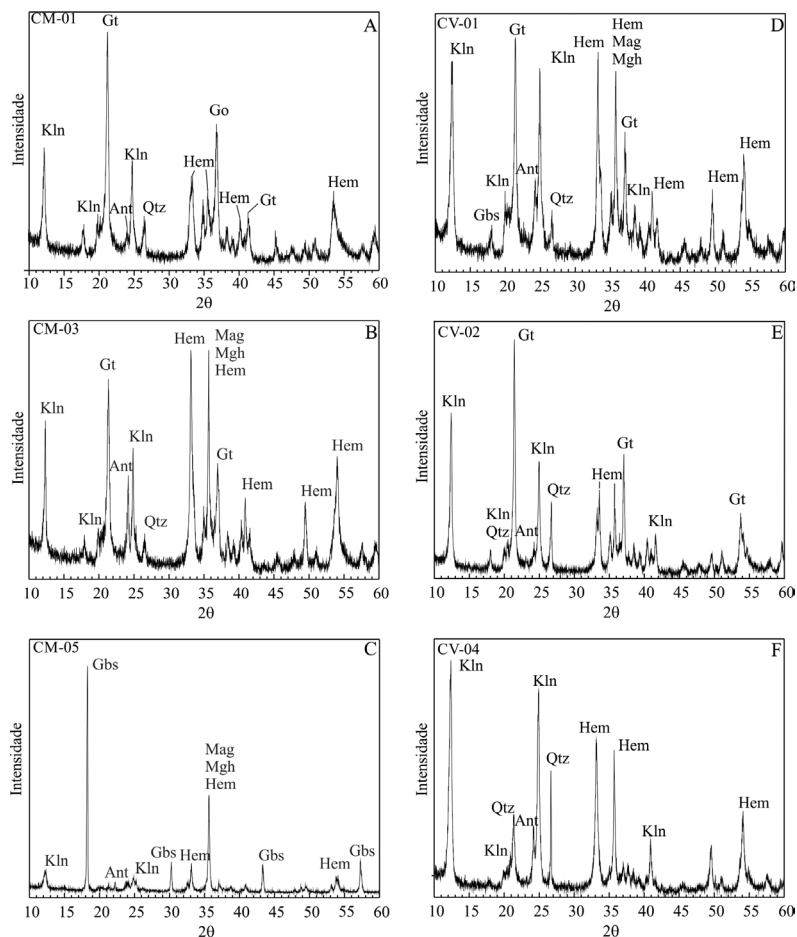 CM-01
A
Gt
Go
Kln
Kln
Hem
Hem
Hem
Kln
Ant
Qtz
Gt
Intensidade
10 15 20 25 30 35 40 45 50 55 60
2θ
CV-01
D
Hem
Mag
Mgh
Kln
Gt
Kln
Hem
Gt
Hem
Ant
Kln
Hem
Kln
Hem
Gbs
Qtz
Intensidade
10 15 20 25 30 35 40 45 50 55 60
2θ
CM-03
B
Hem
Mag
Mgh
Hem
Gt
Kln
Kln
Ant
Gt
Hem
Hem
Hem
Kln
Qtz
Intensidade
10 15 20 25 30 35 40 45 50 55 60
2θ
CV-02
E
Gt
Kln
Kln
Gt
Hem
Qtz
Kln
Qtz
Ant
Kln
Gt
Intensidade
10 15 20 25 30 35 40 45 50 55 60
2θ
CM-05
C
Gbs
Mag
Mgh
Hem
Kln
Ant
Kln
Gbs
Hem
Gbs
Hem
Gbs
Intensidade
10 15 20 25 30 35 40 45 50 55 60
2θ
CV-04
F
Kln
Kln
Hem
Hem
Qtz
Qtz
Ant
Kln
Kln
Hem
Intensidade
10 15 20 25 30 35 40 45 50 55 60
2θ